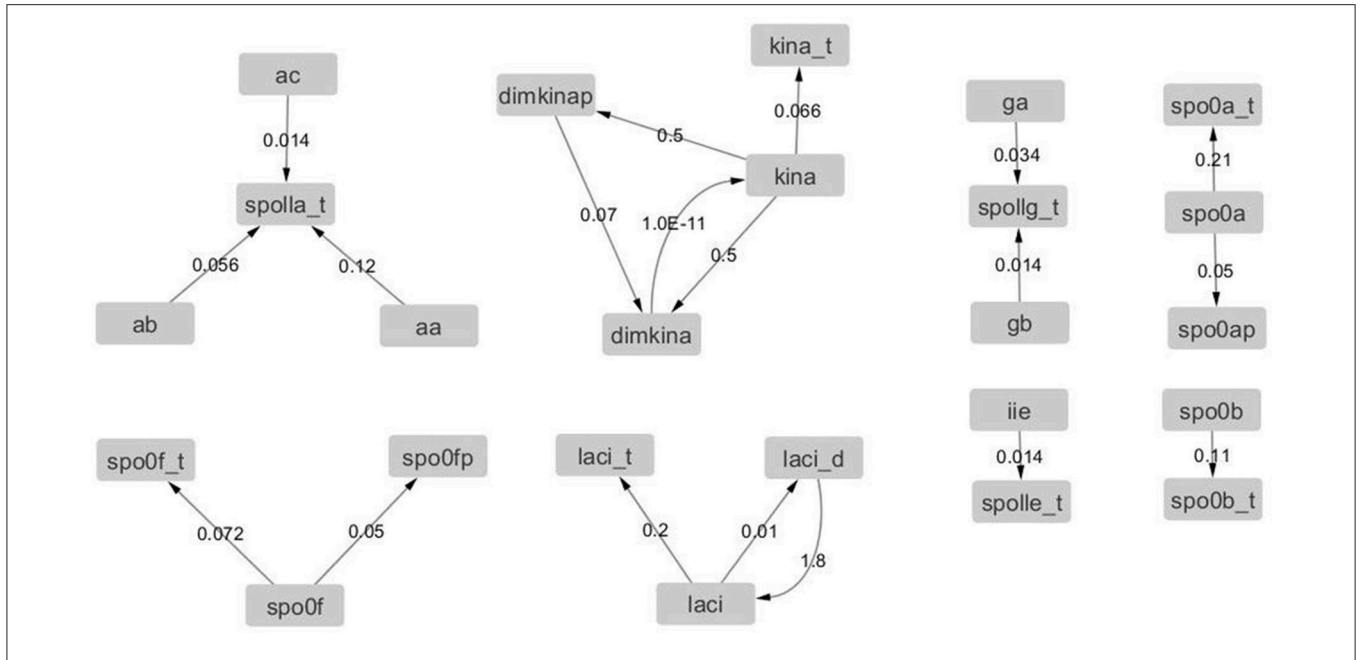 ac
0.014
spolla_t
0.056
0.12
ab
aa
kina_t
dimkinap
0.066
0.5
kina
0.07
1.0E-11
0.5
dimkina
ga
0.034
spollg_t
0.014
gb
spo0a_t
0.21
spo0a
0.05
spo0ap
spo0f_t
spo0fp
0.072
0.05
spo0f
laci_t
laci_d
0.2
0.01
1.8
laci
iie
0.014
spolle_t
spo0b
0.11
spo0b_t